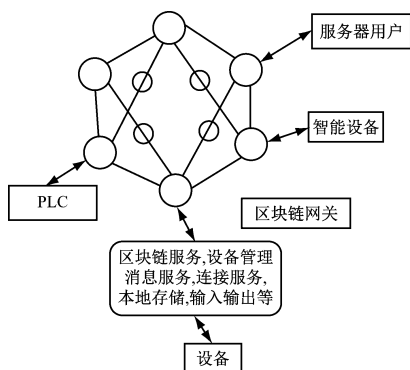 服务器用户
智能设备
PLC
区块链网关
区块链服务,设备管理
消息服务,连接服务,
本地存储,输入输出等
设备